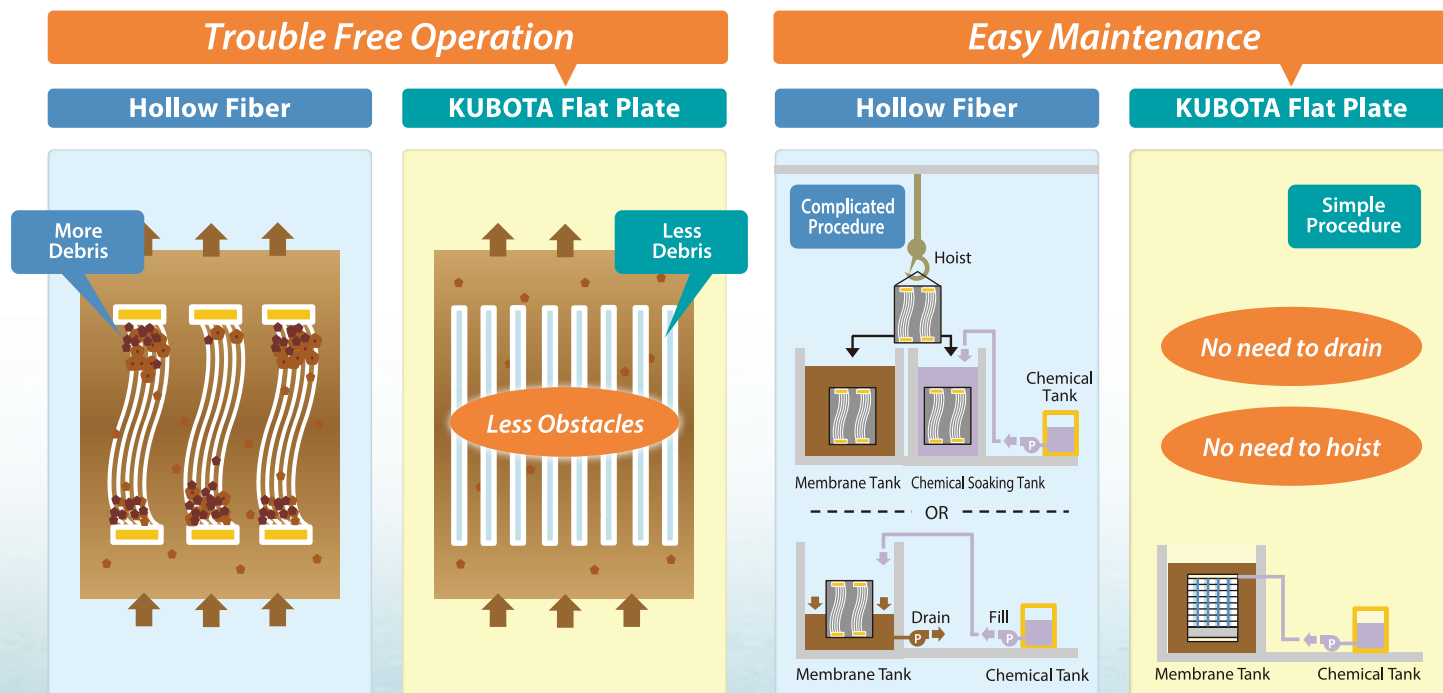 Trouble Free Operation
Hollow Fiber
KUBOTA Flat Plate
More
Debris
Less
Debris
Less Obstacles
Easy Maintenance
Hollow Fiber
KUBOTA Flat Plate
Complicated
Procedure
Hoist
Chemical
Tank
P
Membrane Tank
Chemical Soaking Tank
OR
Drain
Fill
P
P
Membrane Tank
Chemical Tank
Simple
Procedure
No need to drain
No need to hoist
P
Membrane Tank
Chemical Tank